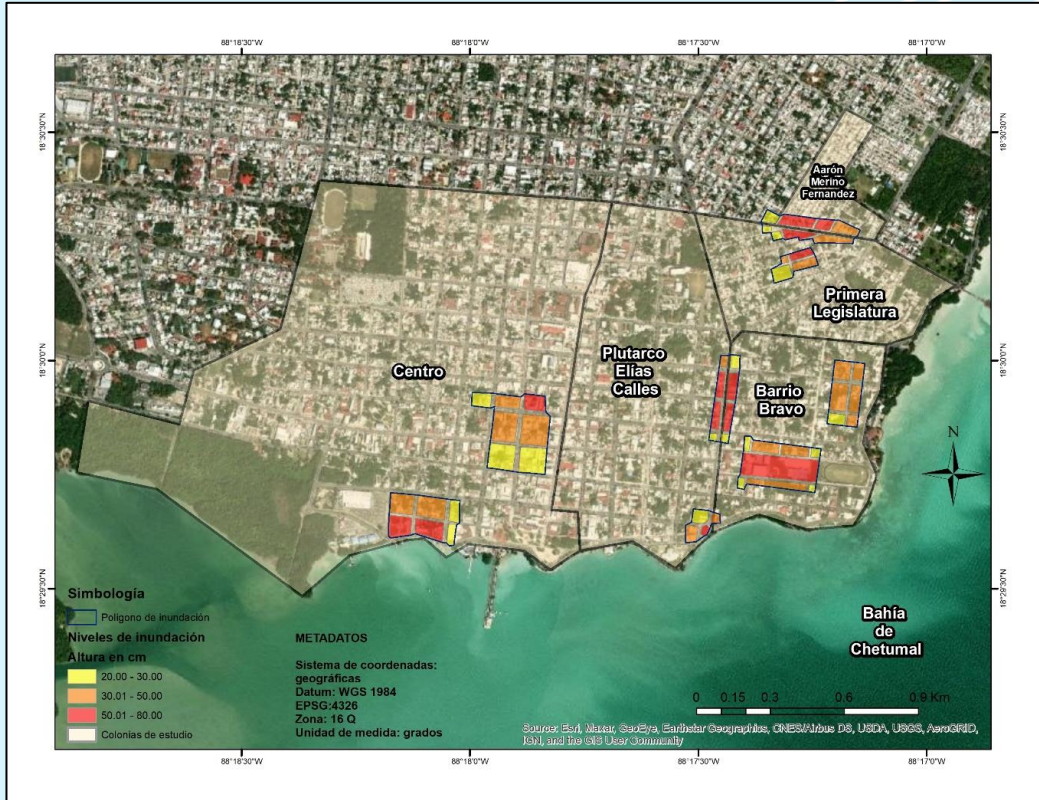 88°18'30"W
88°18'0"W
88°17'30"W
88°17'0"W
18°30'30"N
18°30'30"N
Aarón
Merino
Fernandez
Primera
Legislatura
18°30'0"N
18°30'0"N
Centro
Plutarco
Elías
Calles
Barrio
Bravo
N
18°29'30"N
18°29'30"N
Bahía
de
Chetumal
Simbología
Polígono de inundación
Niveles de inundación
Altura en cm
20.00 - 30.00
30.01 - 50.00
50.01 - 80.00
Colonias de estudio
METADATOS
Sistema de coordenadas:
geográficas
Datum: WGS 1984
EPSG:4326
Zona: 16 Q
Unidad de medida: grados
0 0.15 0.3 0.6 0.9 Km
Source: Esri, Maxar, GeoEye, Earthstar Geographics, CNES/Airbus DS, USDA, USGS, AeroGRID,
IGN, and the GIS User Community
88°18'30"W
88°18'0"W
88°17'30"W
88°17'0"W